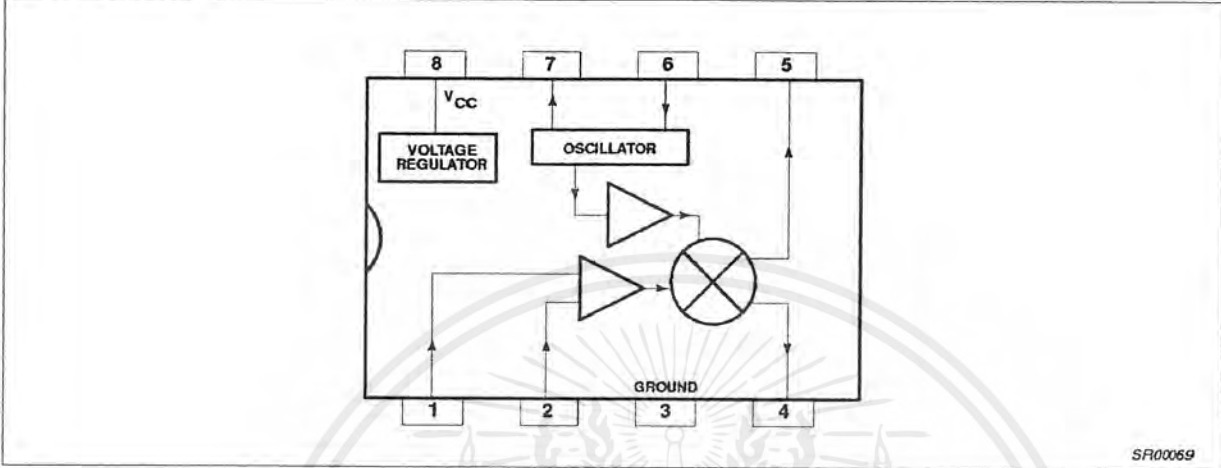 8 7 6 5
VCC
VOLTAGE
REGULATOR
OSCILLATOR
GROUND
1 2 3 4
SR00069